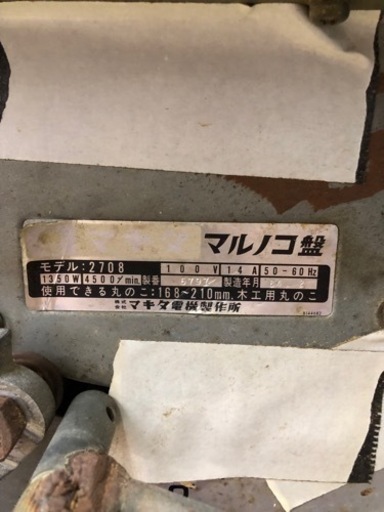 マルノコ盤
モデル:2708 100V 14A 50-60Hz
1350W 4500/min. 製番 製造年月
使用できる丸のこ:168~210mm.木工用丸のこ
株式会社 マキタ電機製作所